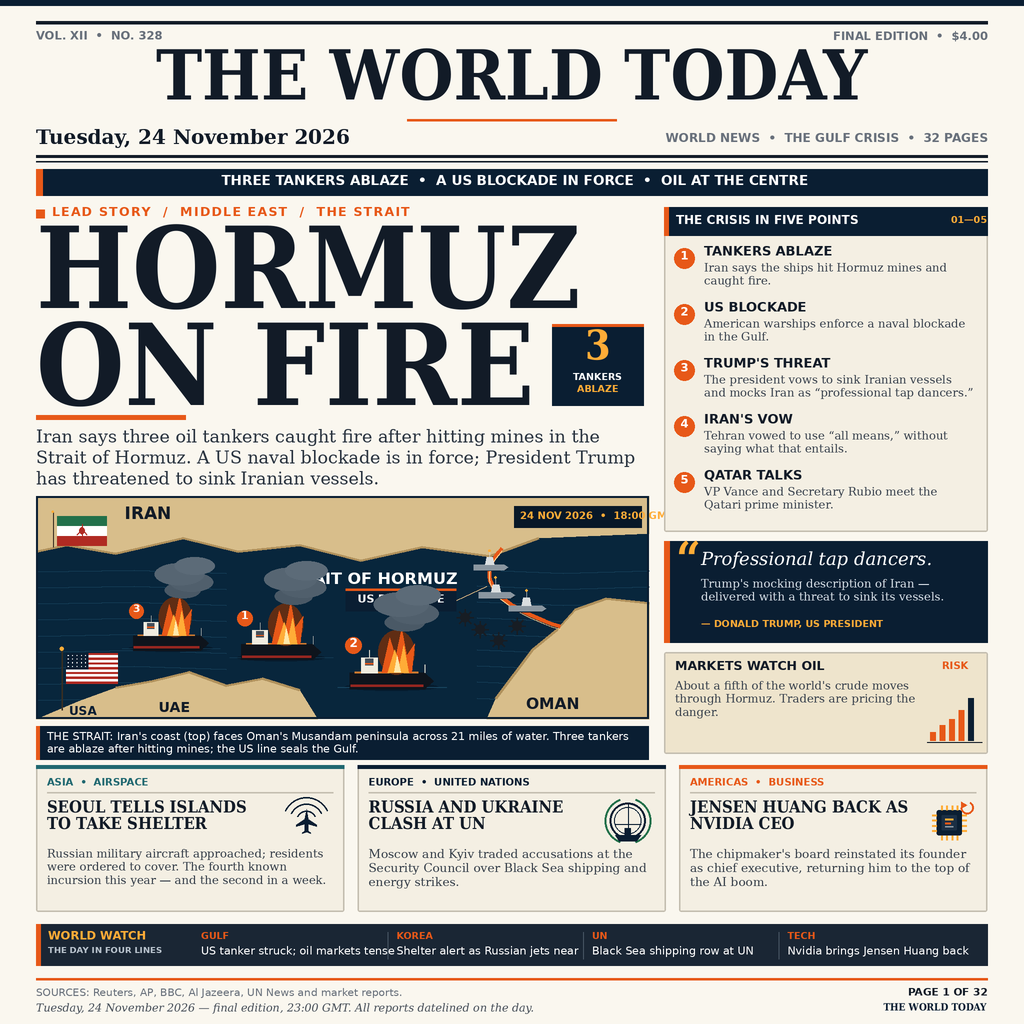 VOL. XII • NO. 328
FINAL EDITION • $4.00
THE WORLD TODAY
Tuesday, 24 November 2026
WORLD NEWS • THE GULF CRISIS • 32 PAGES
THREE TANKERS ABLAZE • A US BLOCKADE IN FORCE • OIL AT THE CENTRE
LEAD STORY / MIDDLE EAST / THE STRAIT
HORMUZ
ON FIRE
3
TANKERS
ABLAZE
Iran says three oil tankers caught fire after hitting mines in the
Strait of Hormuz. A US naval blockade is in force; President Trump
has threatened to sink Iranian vessels.
IRAN
24 NOV 2026 • 18:00 GM
IT OF HORMUZ
US
E
3
1
2
USA
UAE
OMAN
THE STRAIT: Iran's coast (top) faces Oman's Musandam peninsula across 21 miles of water. Three tankers
are ablaze after hitting mines; the US line seals the Gulf.
THE CRISIS IN FIVE POINTS
01—05
1
TANKERS ABLAZE
Iran says the ships hit Hormuz mines and
caught fire.
2
US BLOCKADE
American warships enforce a naval blockade
in the Gulf.
3
TRUMP'S THREAT
The president vows to sink Iranian vessels
and mocks Iran as “professional tap dancers.”
4
IRAN'S VOW
Tehran vowed to use “all means,” without
saying what that entails.
5
QATAR TALKS
VP Vance and Secretary Rubio meet the
Qatari prime minister.
“Professional tap dancers.
Trump's mocking description of Iran —
delivered with a threat to sink its vessels.
— DONALD TRUMP, US PRESIDENT
MARKETS WATCH OIL
RISK
About a fifth of the world's crude moves
through Hormuz. Traders are pricing the
danger.
ASIA • AIRSPACE
SEOUL TELLS ISLANDS
TO TAKE SHELTER
Russian military aircraft approached; residents
were ordered to cover. The fourth known
incursion this year — and the second in a week.
EUROPE • UNITED NATIONS
RUSSIA AND UKRAINE
CLASH AT UN
Moscow and Kyiv traded accusations at the
Security Council over Black Sea shipping and
energy strikes.
AMERICAS • BUSINESS
JENSEN HUANG BACK AS
NVIDIA CEO
The chipmaker's board reinstated its founder
as chief executive, returning him to the top of
the AI boom.
WORLD WATCH
THE DAY IN FOUR LINES
GULF
US tanker struck; oil markets tense
KOREA
Shelter alert as Russian jets near
UN
Black Sea shipping row at UN
TECH
Nvidia brings Jensen Huang back
SOURCES: Reuters, AP, BBC, Al Jazeera, UN News and market reports.
Tuesday, 24 November 2026 — final edition, 23:00 GMT. All reports datelined on the day.
PAGE 1 OF 32
THE WORLD TODAY